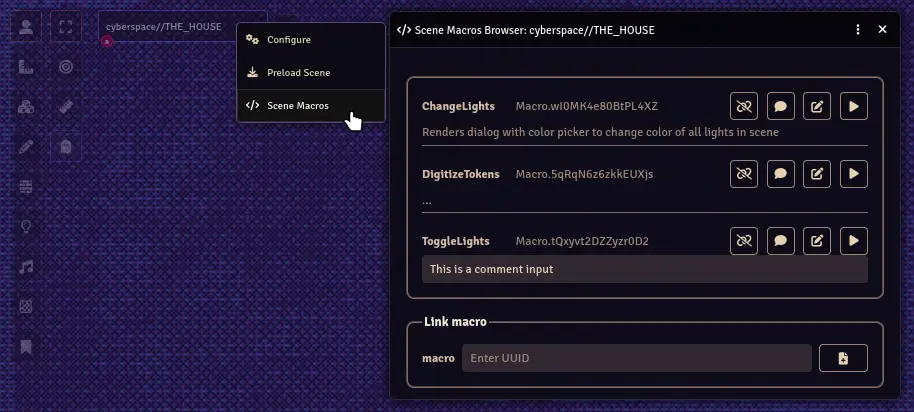 cyberspace//THE_HOUSE
Configure
Preload Scene
Scene Macros
</> Scene Macros Browser: cyberspace//THE_HOUSE
ChangeLights Macro.wI0MK4e80BtPL4XZ
Renders dialog with color picker to change color of all lights in scene
DigitizeTokens Macro.5qRqN6z6zkkEUXjs
...
ToggleLights Macro.tQxyvt2DZZyzr0D2
This is a comment input
Link macro
macro Enter UUID